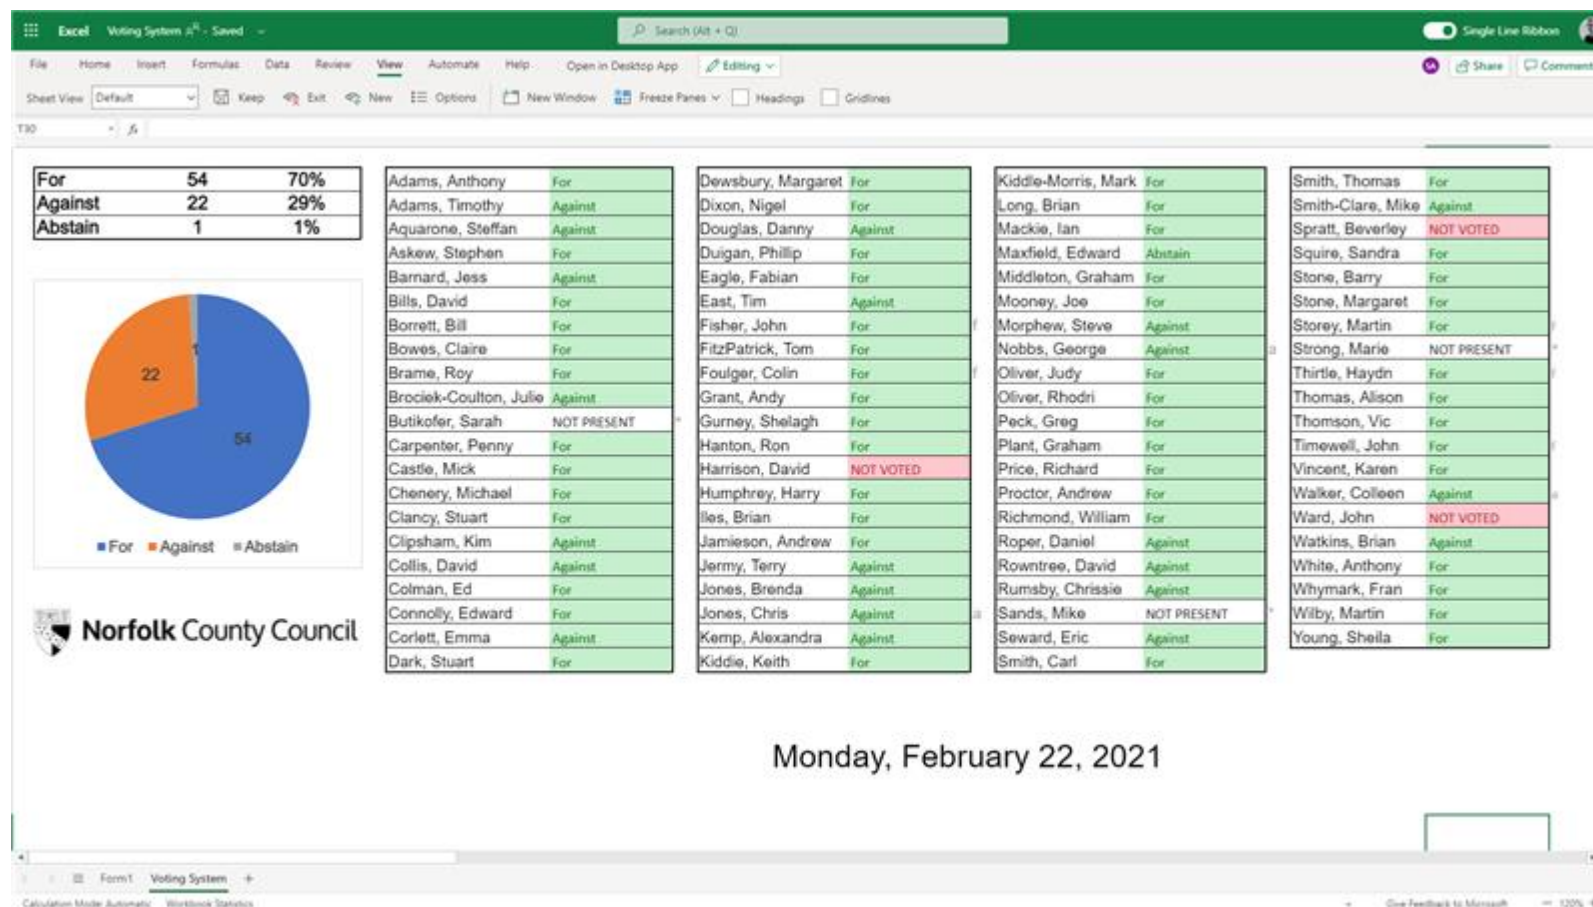 Excel Voting System - Saved
Search (Alt + Q)
Single Line Ribbon
File Home Insert Formulas Data Review View Automate Help Open in Desktop App Editing
SA Share Comment
Sheet View Default Keep Exit New Options New Window Freeze Panes Headings Gridlines
T30 fx
For 54 70%
Against 22 29%
Abstain 1 1%
22
1
54
For Against Abstain
Norfolk County Council
Adams, Anthony For
Adams, Timothy Against
Aquarone, Steffan Against
Askew, Stephen For
Barnard, Jess Against
Bills, David For
Borrett, Bill For
Bowes, Claire For
Brame, Roy For
Brociek-Coulton, Julie Against
Butikofer, Sarah NOT PRESENT *
Carpenter, Penny For
Castle, Mick For
Chenery, Michael For
Clancy, Stuart For
Clipsham, Kim Against
Collis, David Against
Colman, Ed For
Connolly, Edward For
Corlett, Emma Against
Dark, Stuart For
Dewsbury, Margaret For
Dixon, Nigel For
Douglas, Danny Against
Duigan, Phillip For
Eagle, Fabian For
East, Tim Against
Fisher, John For f
FitzPatrick, Tom For
Foulger, Colin For f
Grant, Andy For
Gurney, Shelagh For
Hanton, Ron For
Harrison, David NOT VOTED
Humphrey, Harry For
Iles, Brian For
Jamieson, Andrew For
Jermy, Terry Against
Jones, Brenda Against
Jones, Chris Against a
Kemp, Alexandra Against
Kiddie, Keith For
Kiddle-Morris, Mark For
Long, Brian For
Mackie, Ian For
Maxfield, Edward Abstain
Middleton, Graham For
Mooney, Joe For
Morphew, Steve Against
Nobbs, George Against a
Oliver, Judy For
Oliver, Rhodri For
Peck, Greg For
Plant, Graham For
Price, Richard For
Proctor, Andrew For
Richmond, William For
Roper, Daniel Against
Rowntree, David Against
Rumsby, Chrissie Against
Sands, Mike NOT PRESENT *
Seward, Eric Against
Smith, Carl For
Smith, Thomas For
Smith-Clare, Mike Against
Spratt, Beverley NOT VOTED
Squire, Sandra For
Stone, Barry For
Stone, Margaret For
Storey, Martin For f
Strong, Marie NOT PRESENT *
Thirtle, Haydn For f
Thomas, Alison For
Thomson, Vic For
Timewell, John For f
Vincent, Karen For
Walker, Colleen Against a
Ward, John NOT VOTED
Watkins, Brian Against
White, Anthony For
Whymark, Fran For
Wilby, Martin For
Young, Sheila For
Monday, February 22, 2021
Form1 Voting System +
Calculation Mode: Automatic Workbook Statistics
Give Feedback to Microsoft 120%